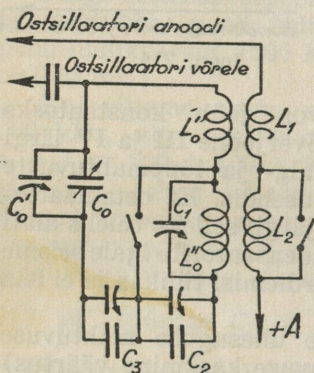 Ostsillaatori anoodi
Ostsillaatori võrele
L₀' L₁
C₀' C₀ C₁
L₀'' L₂
+A
C₃ C₂